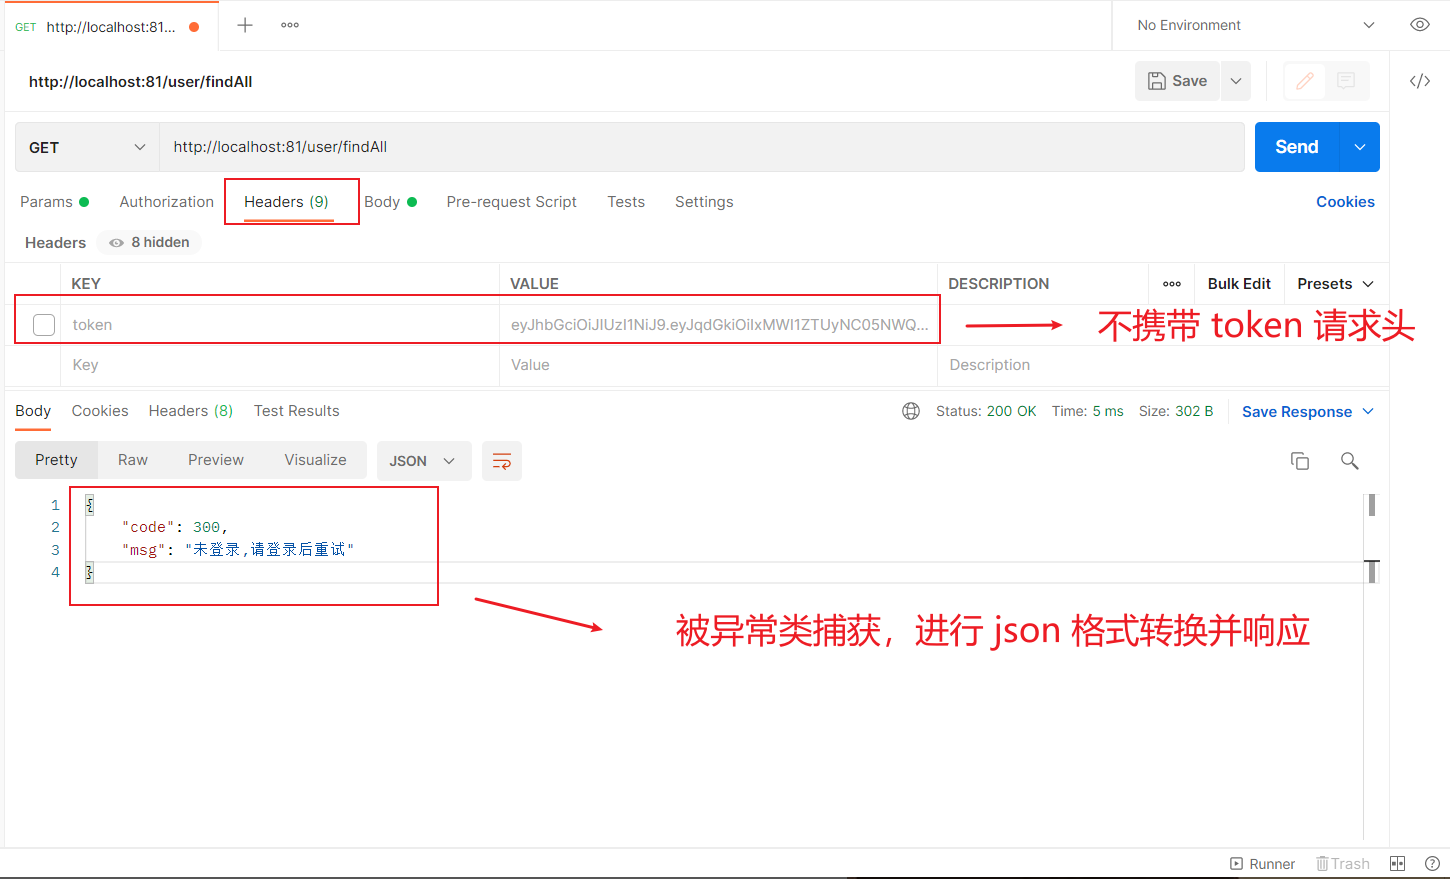 GET http://localhost:81...
No Environment
http://localhost:81/user/findAll
Save
GET
http://localhost:81/user/findAll
Send
Params
Authorization
Headers (9)
Body
Pre-request Script
Tests
Settings
Cookies
Headers
8 hidden
KEY
VALUE
DESCRIPTION
Bulk Edit
Presets
token
eyJhbGciOiJIUzI1NiJ9.eyJqdGkiOiIxMWI1ZTUyNC05NWQ...
不携带 token 请求头
Key
Value
Description
Body
Cookies
Headers (8)
Test Results
Status: 200 OK
Time: 5 ms
Size: 302 B
Save Response
Pretty
Raw
Preview
Visualize
JSON
1 {
2 "code": 300,
3 "msg": "未登录,请登录后重试"
4 }
被异常类捕获，进行 json 格式转换并响应
Runner
Trash